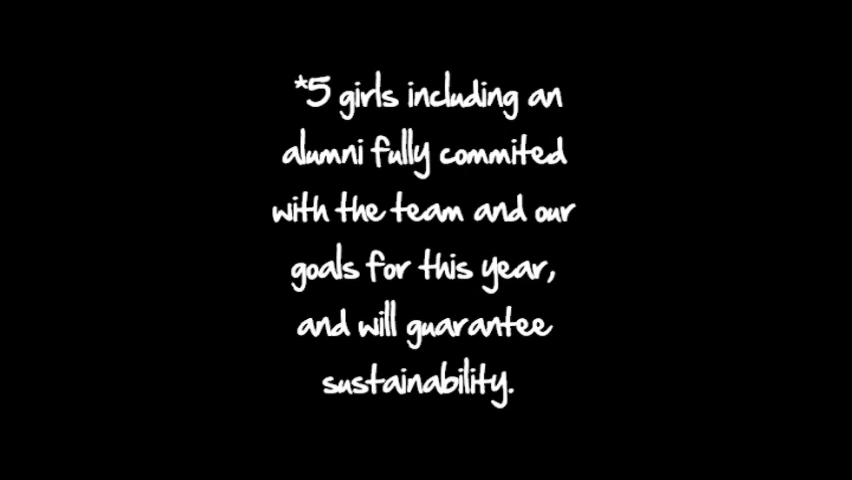 *5 girls including an
alumni fully commited
with the team and our
goals for this year,
and will guarantee
sustainability.